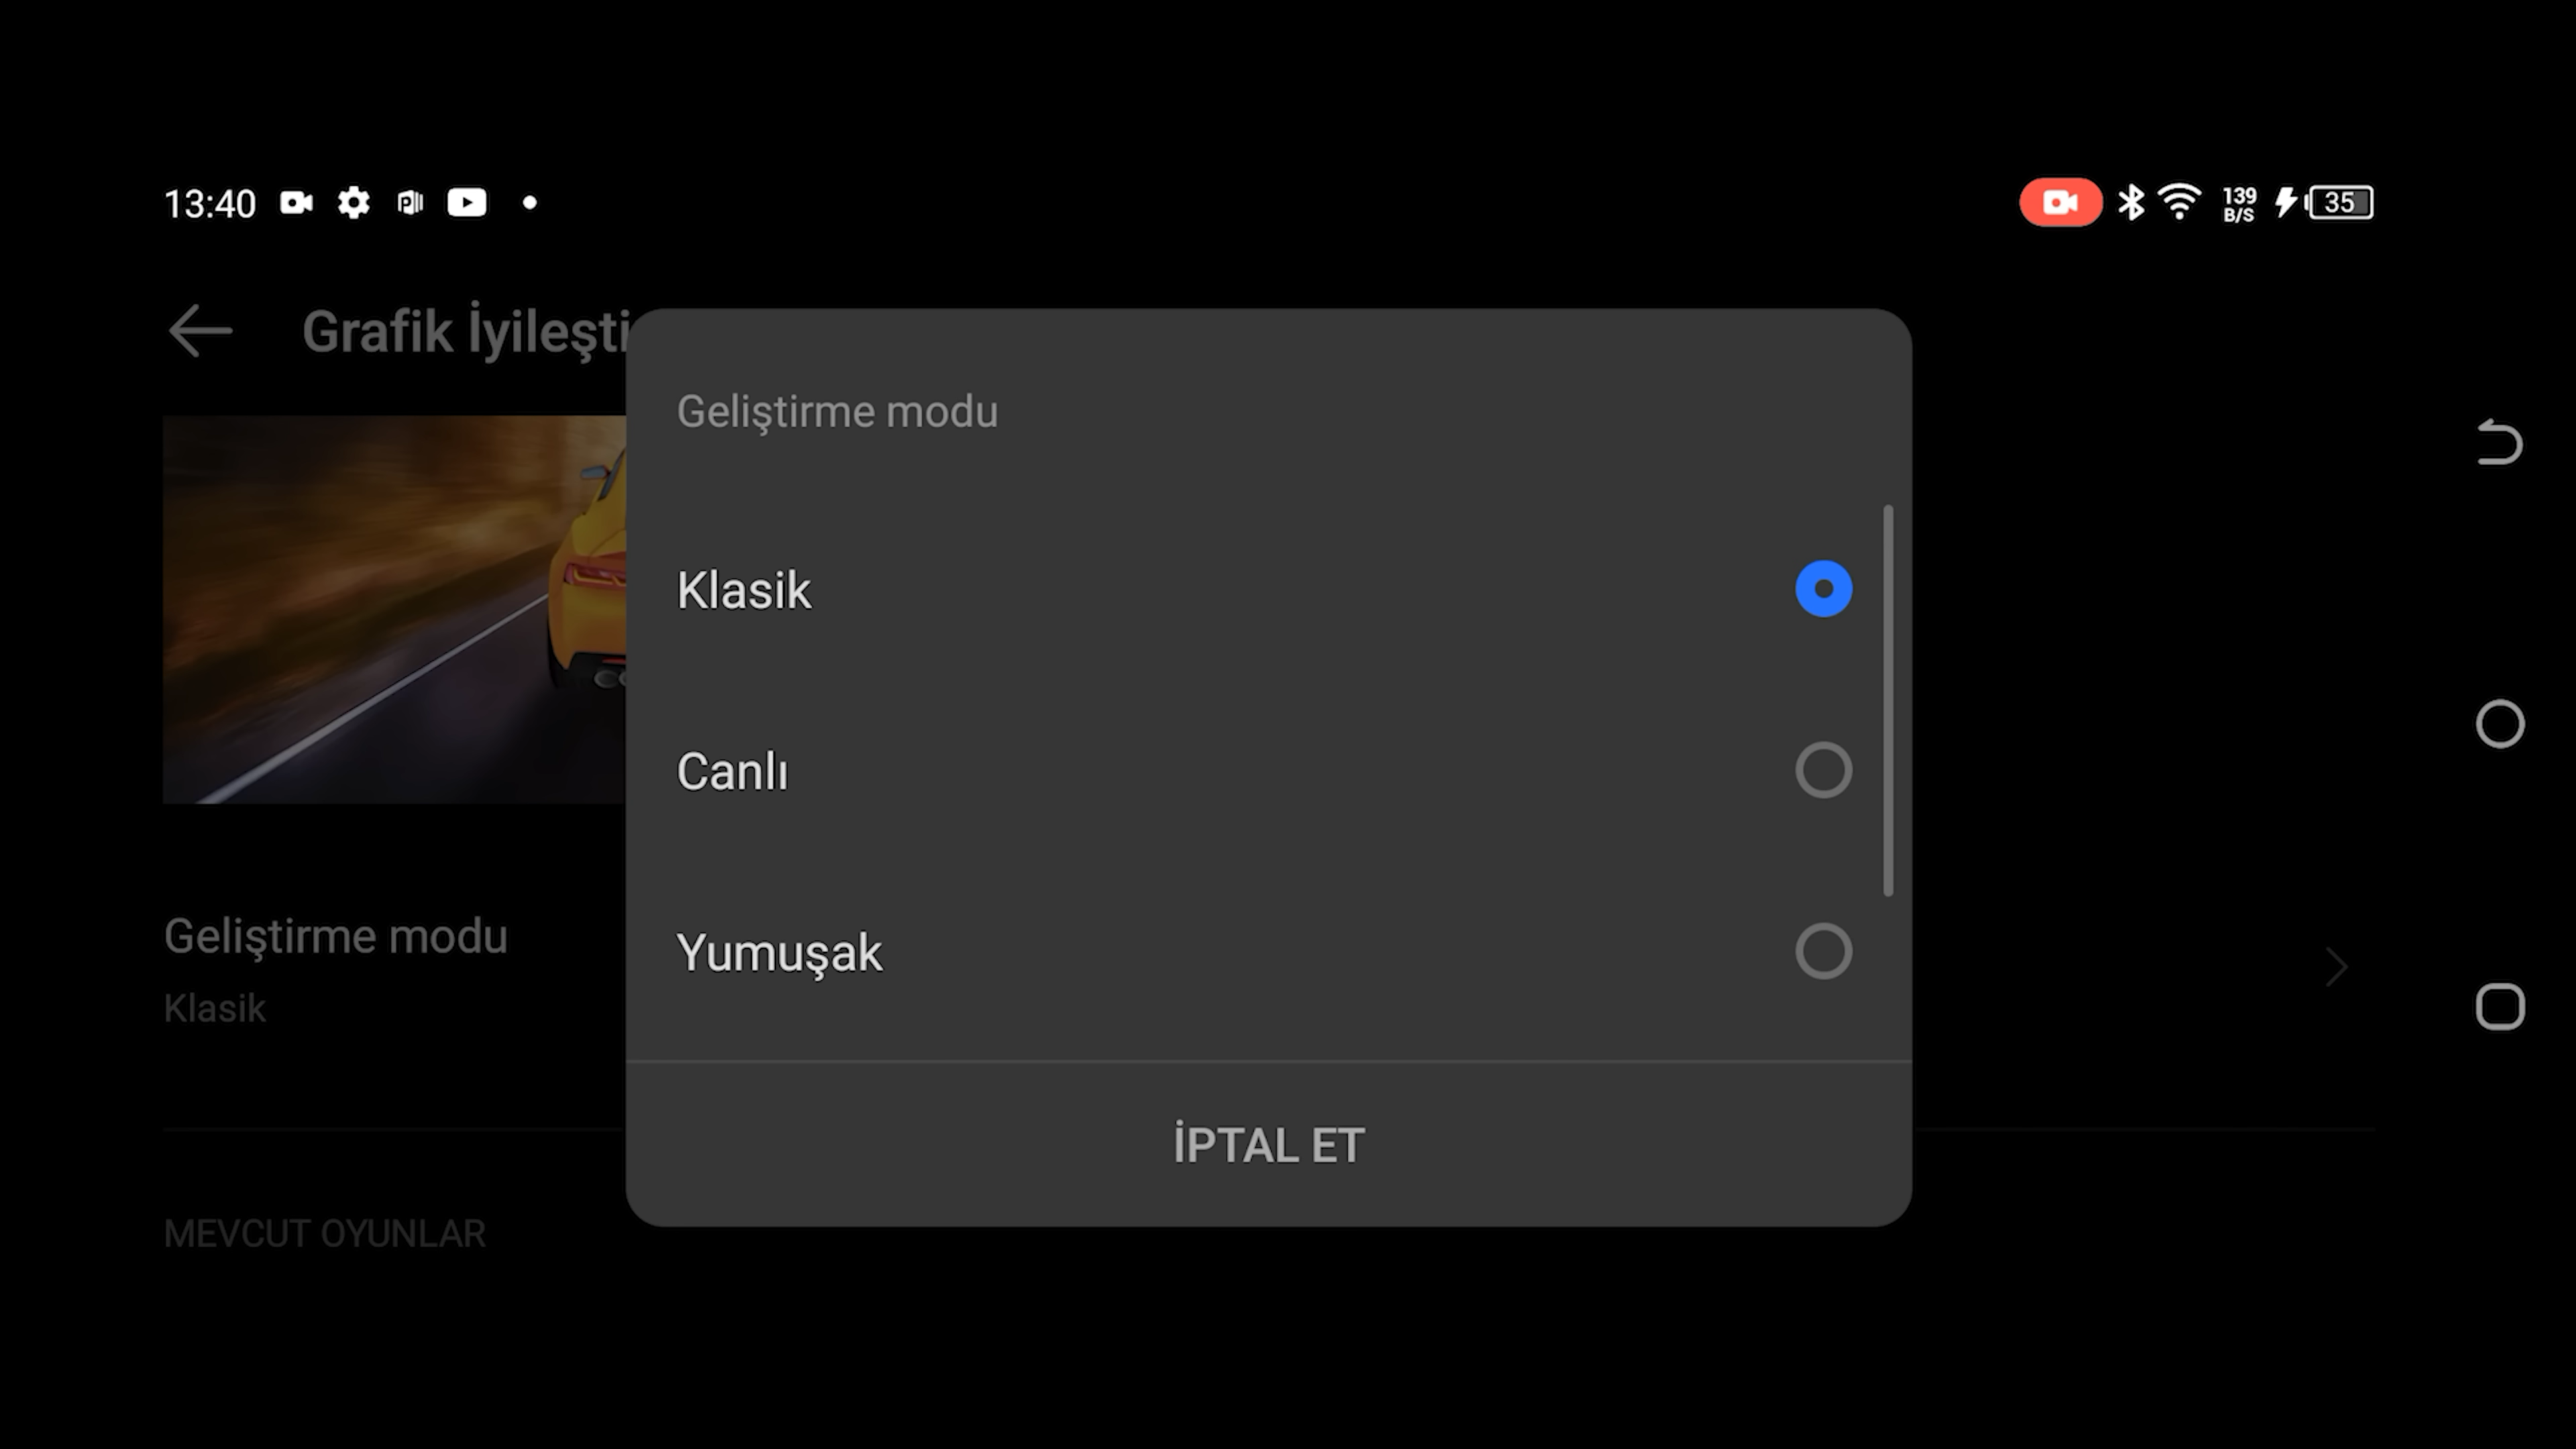 13:40
139
B/S
35
Grafik İyileşti
Geliştirme modu
Klasik
Canlı
Yumuşak
İPTAL ET
Geliştirme modu
Klasik
MEVCUT OYUNLAR